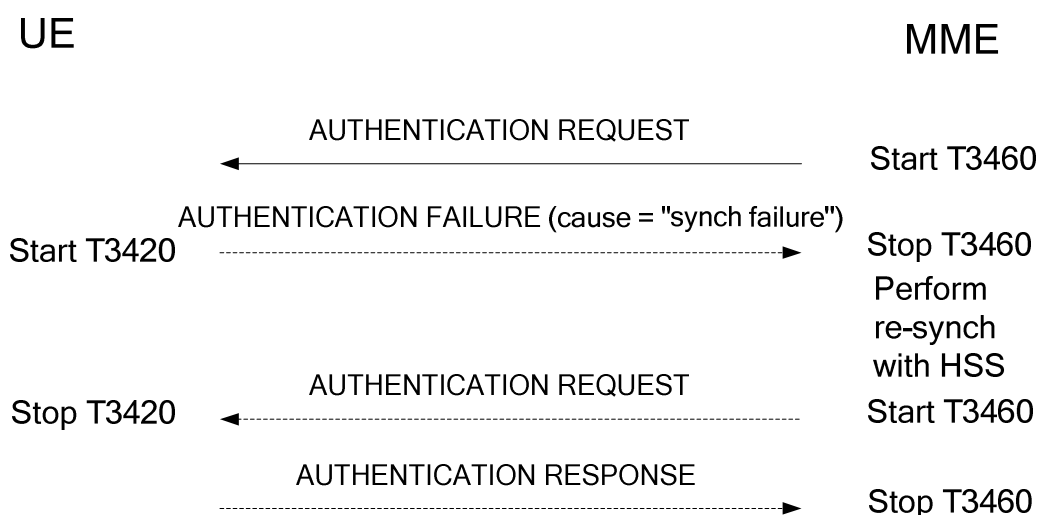 UE
MME
AUTHENTICATION REQUEST
Start T3460
AUTHENTICATION FAILURE (cause = "synch failure")
Start T3420
Stop T3460
Perform
re-synch
with HSS
AUTHENTICATION REQUEST
Stop T3420
Start T3460
AUTHENTICATION RESPONSE
Stop T3460